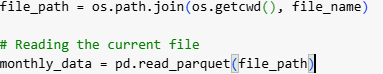 file_path = os.path.join(os.getcwd(), file_name)
# Reading the current file
monthly_data = pd.read_parquet(file_path)